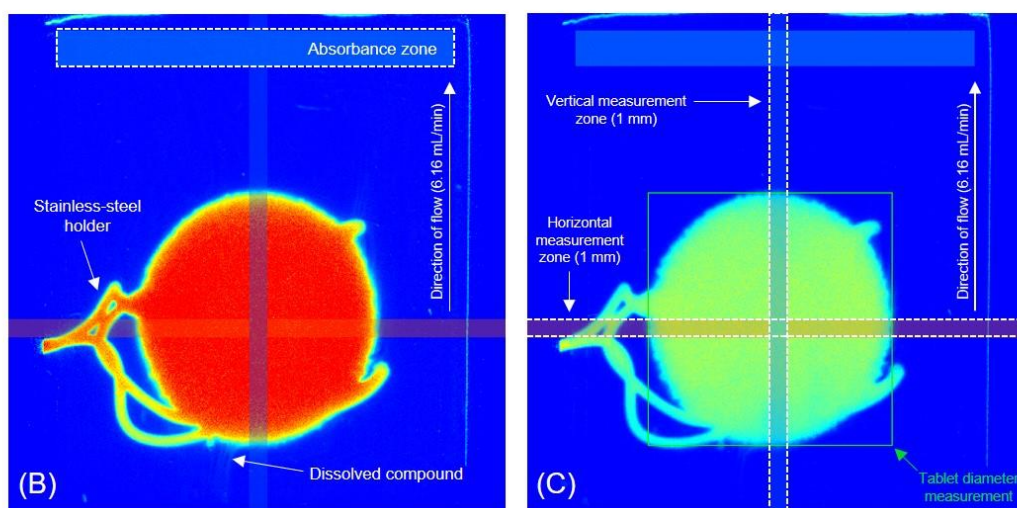 Absorbance zone
Direction of flow (6.16 mL/min)
Stainless-steel
holder
Dissolved compound
(B)
Vertical measurement
zone (1 mm)
Direction of flow (6.16 mL/min)
Horizontal
measurement
zone (1 mm)
Tablet diameter
measurement
(C)